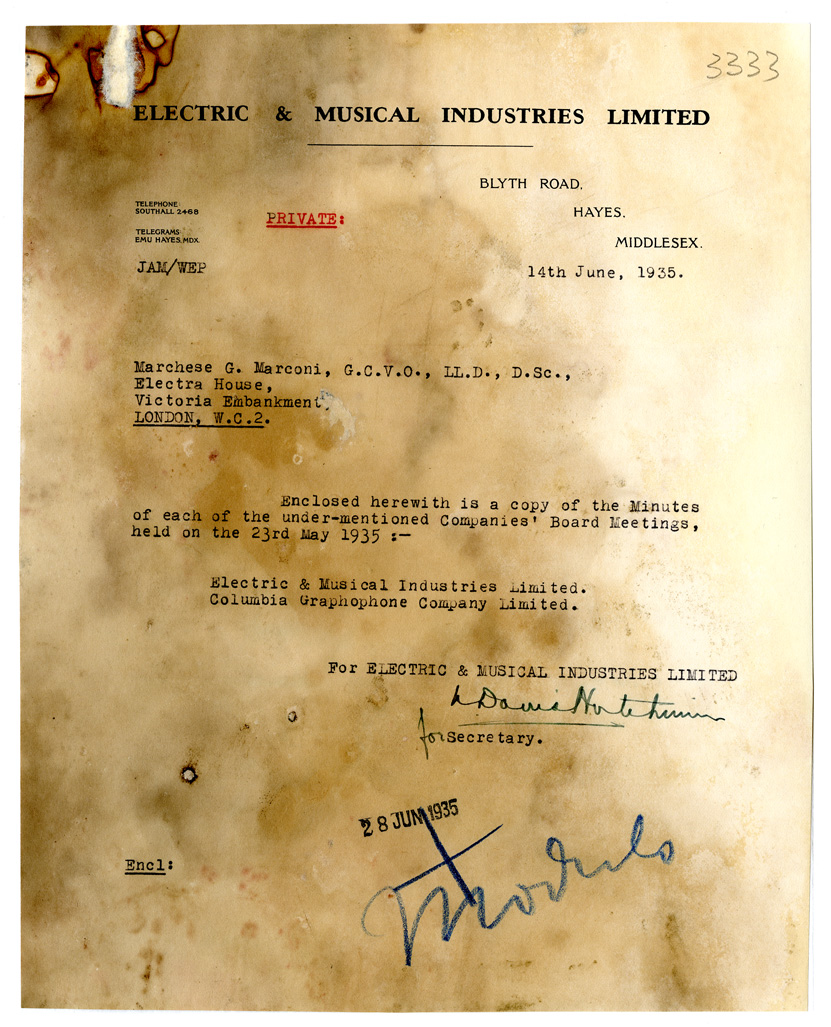 3333
ELECTRIC & MUSICAL INDUSTRIES LIMITED
BLYTH ROAD,
HAYES,
MIDDLESEX.
TELEPHONE:
SOUTHALL 2468
TELEGRAMS:
EMU HAYES, MDX.
PRIVATE:
JAM/WEP
14th June, 1935.
Marchese G. Marconi, G.C.V.O., LL.D., D.Sc.,
Electra House,
Victoria Embankment,
LONDON, W.C.2.
Enclosed herewith is a copy of the Minutes
of each of the under-mentioned Companies' Board Meetings,
held on the 23rd May 1935 :-
Electric & Musical Industries Limited.
Columbia Graphophone Company Limited.
For ELECTRIC & MUSICAL INDUSTRIES LIMITED
for Secretary.
28 JUN 1935
Encl: